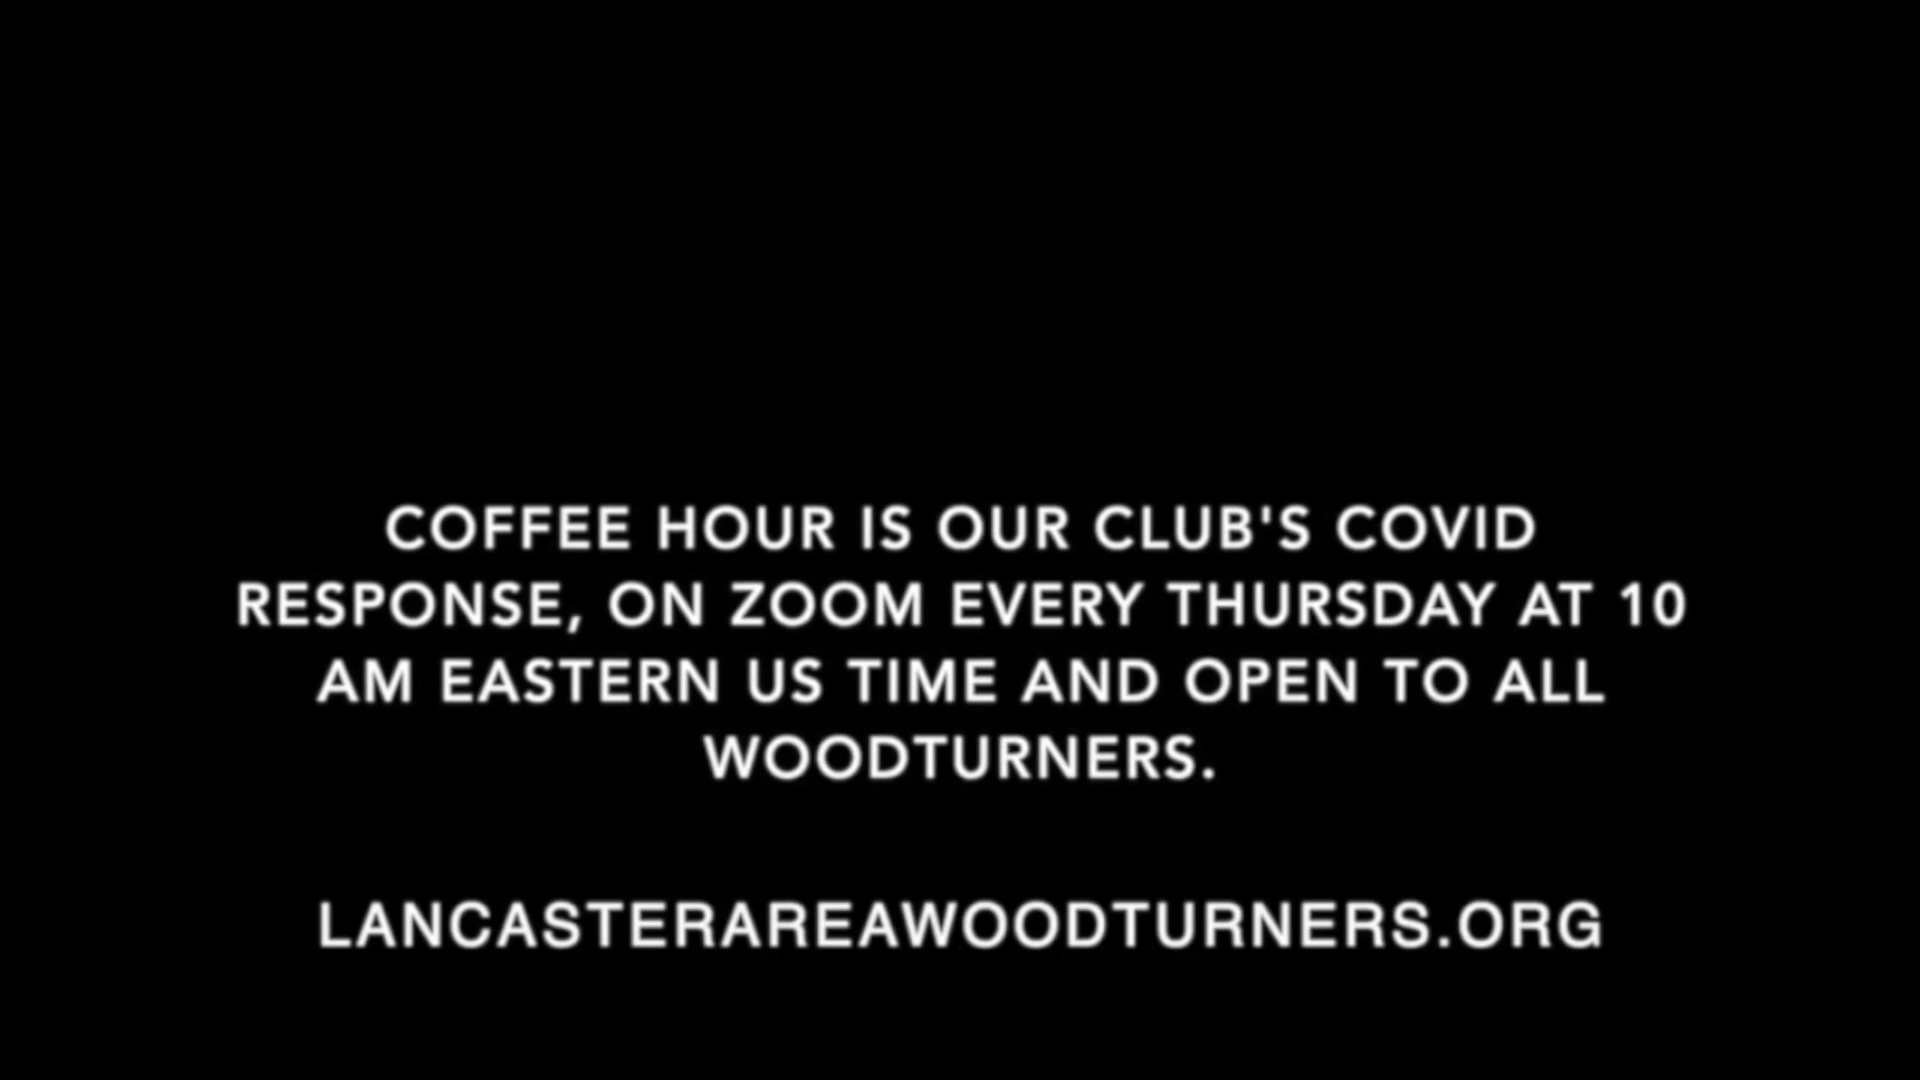 COFFEE HOUR IS OUR CLUB'S COVID
RESPONSE, ON ZOOM EVERY THURSDAY AT 10
AM EASTERN US TIME AND OPEN TO ALL
WOODTURNERS.
LANCASTERAREAWOODTURNERS.ORG